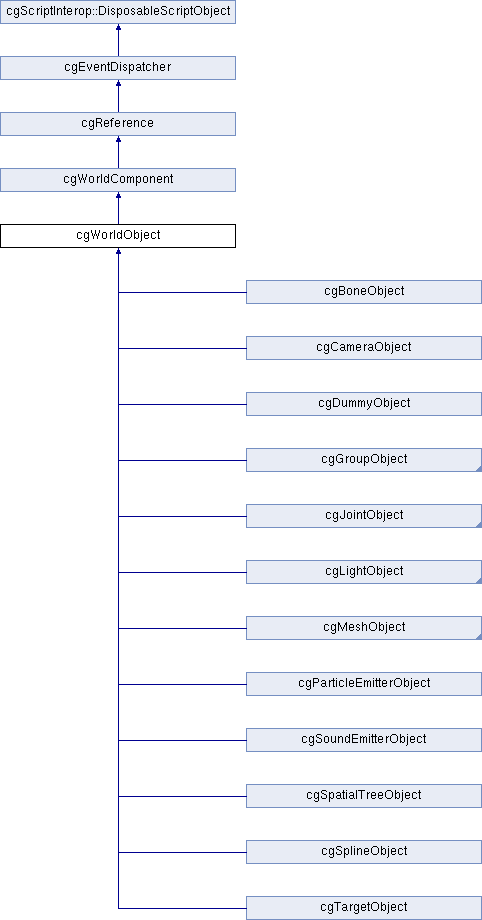 cgScriptInterop::DisposableScriptObject
cgEventDispatcher
cgReference
cgWorldComponent
cgWorldObject
cgBoneObject
cgCameraObject
cgDummyObject
cgGroupObject
cgJointObject
cgLightObject
cgMeshObject
cgParticleEmitterObject
cgSoundEmitterObject
cgSpatialTreeObject
cgSplineObject
cgTargetObject